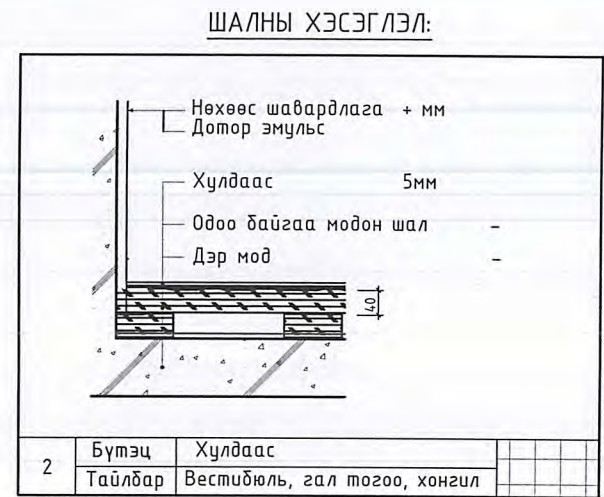 ШАЛНЫ ХЭСЭГЛЭЛ:
Нөхөөс шавардлага + мм
Дотор эмульс
Хулдаас 5мм
Одоо байгаа модон шал -
Дэр мод -
40
2 Бүтэц Хулдаас
Тайлбар Вестибюль, гал тогоо, хонгил